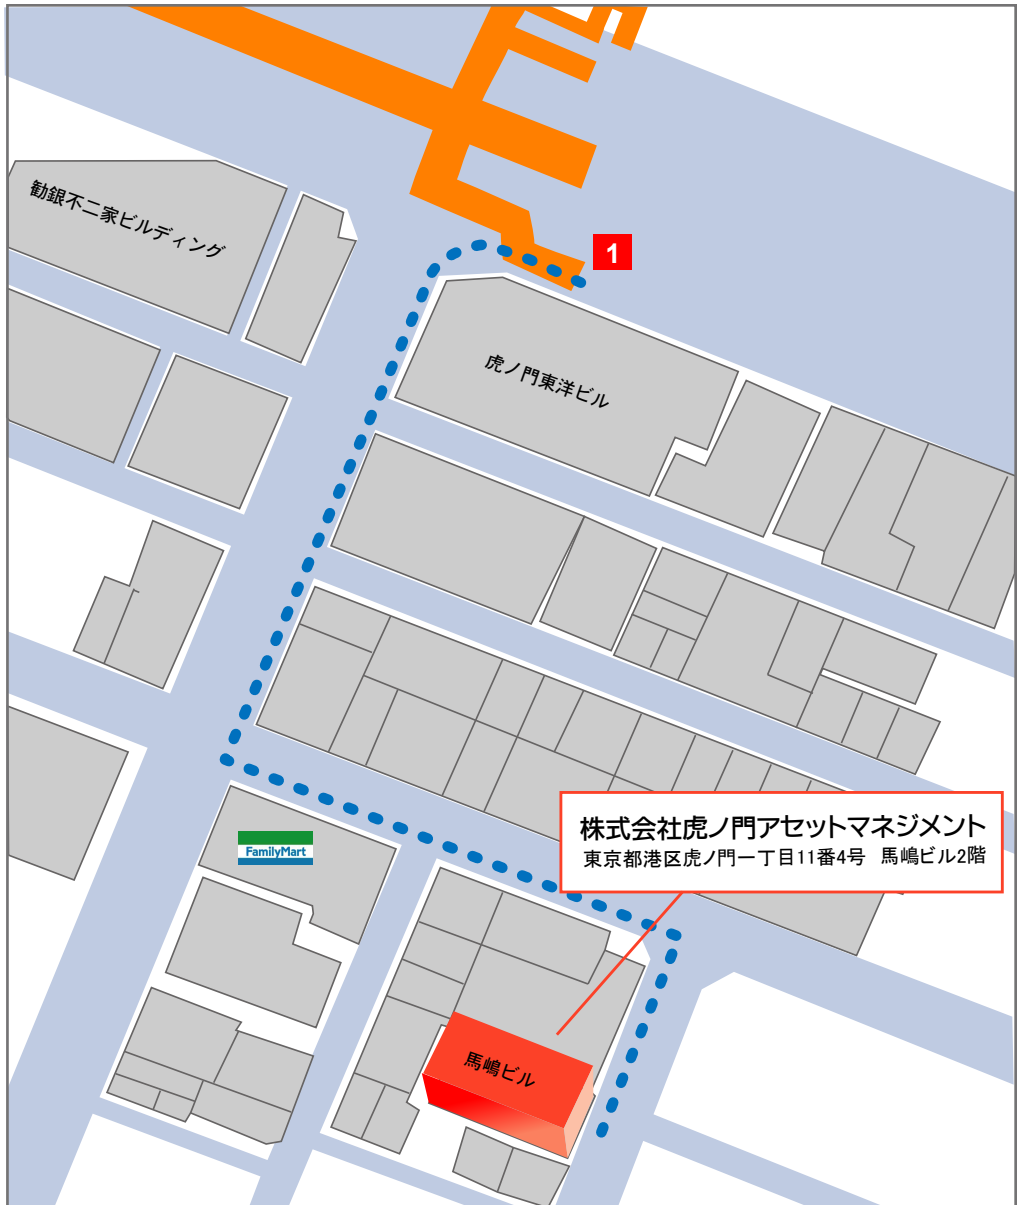 勧銀不二家ビルディング
1
虎ノ門東洋ビル
株式会社虎ノ門アセットマネジメント
東京都港区虎ノ門一丁目11番4号 馬嶋ビル2階
FamilyMart
馬嶋ビル